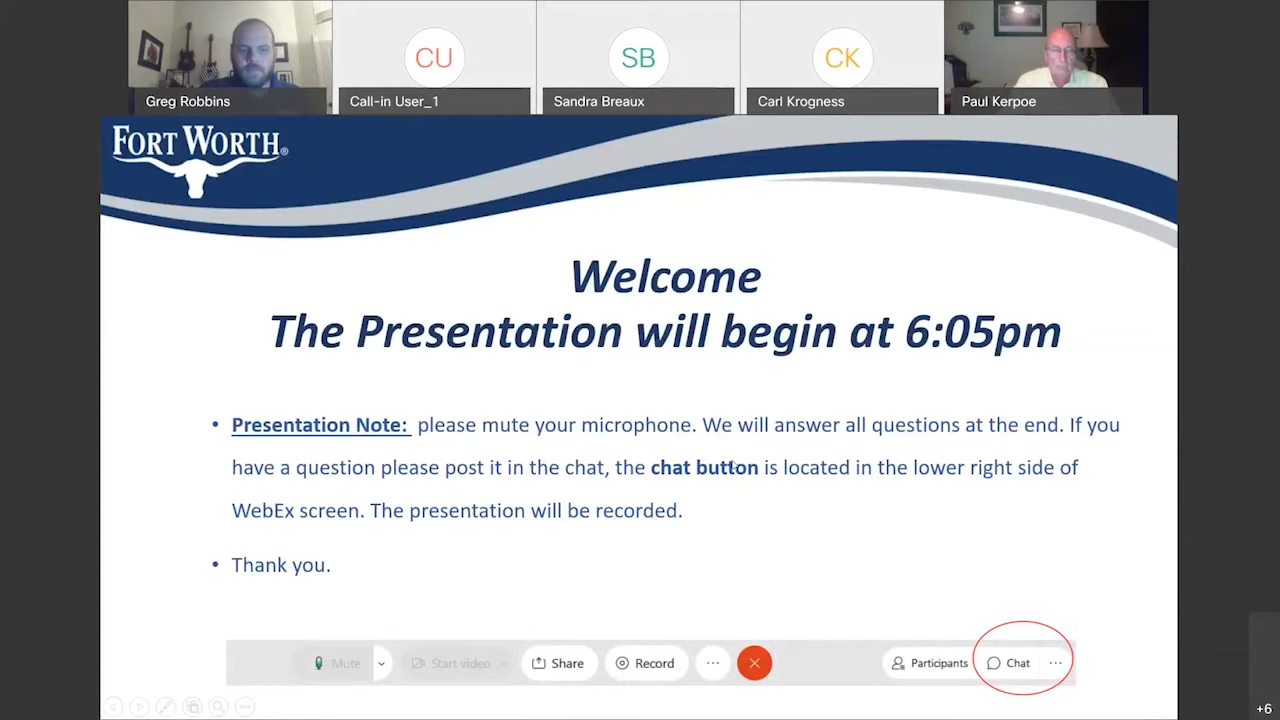 CU
SB
CK
Greg Robbins
Call-in User_1
Sandra Breaux
Carl Krogness
Paul Kerpoe
FORT WORTH®
Welcome
The Presentation will begin at 6:05pm
• Presentation Note: please mute your microphone. We will answer all questions at the end. If you
have a question please post it in the chat, the chat button is located in the lower right side of
WebEx screen. The presentation will be recorded.
• Thank you.
Mute
Start video
Share
Record
Participants
Chat
+6